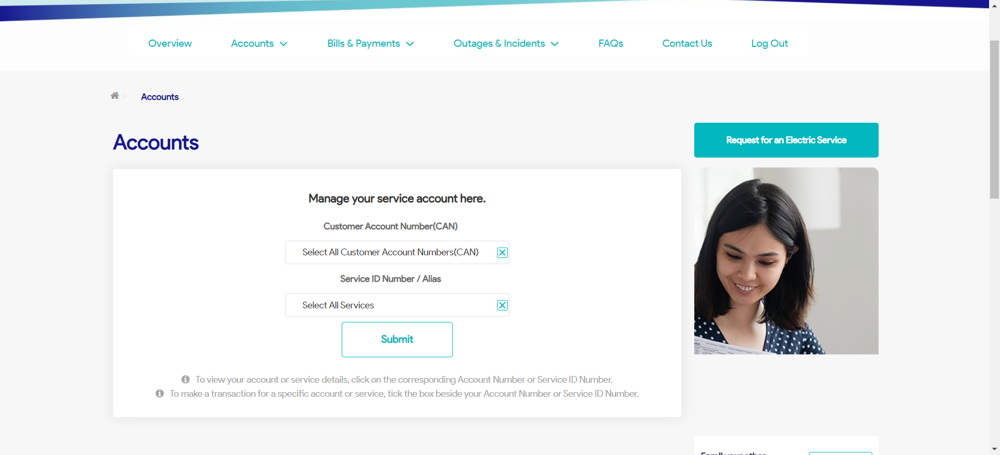 Overview Accounts Bills & Payments Outages & Incidents FAQs Contact Us Log Out
> Accounts
Accounts
Request for an Electric Service
Manage your service account here.
Customer Account Number(CAN)
Select All Customer Account Numbers(CAN)
Service ID Number / Alias
Select All Services
Submit
To view your account or service details, click on the corresponding Account Number or Service ID Number.
To make a transaction for a specific account or service, tick the box beside your Account Number or Service ID Number.
Enroll your other